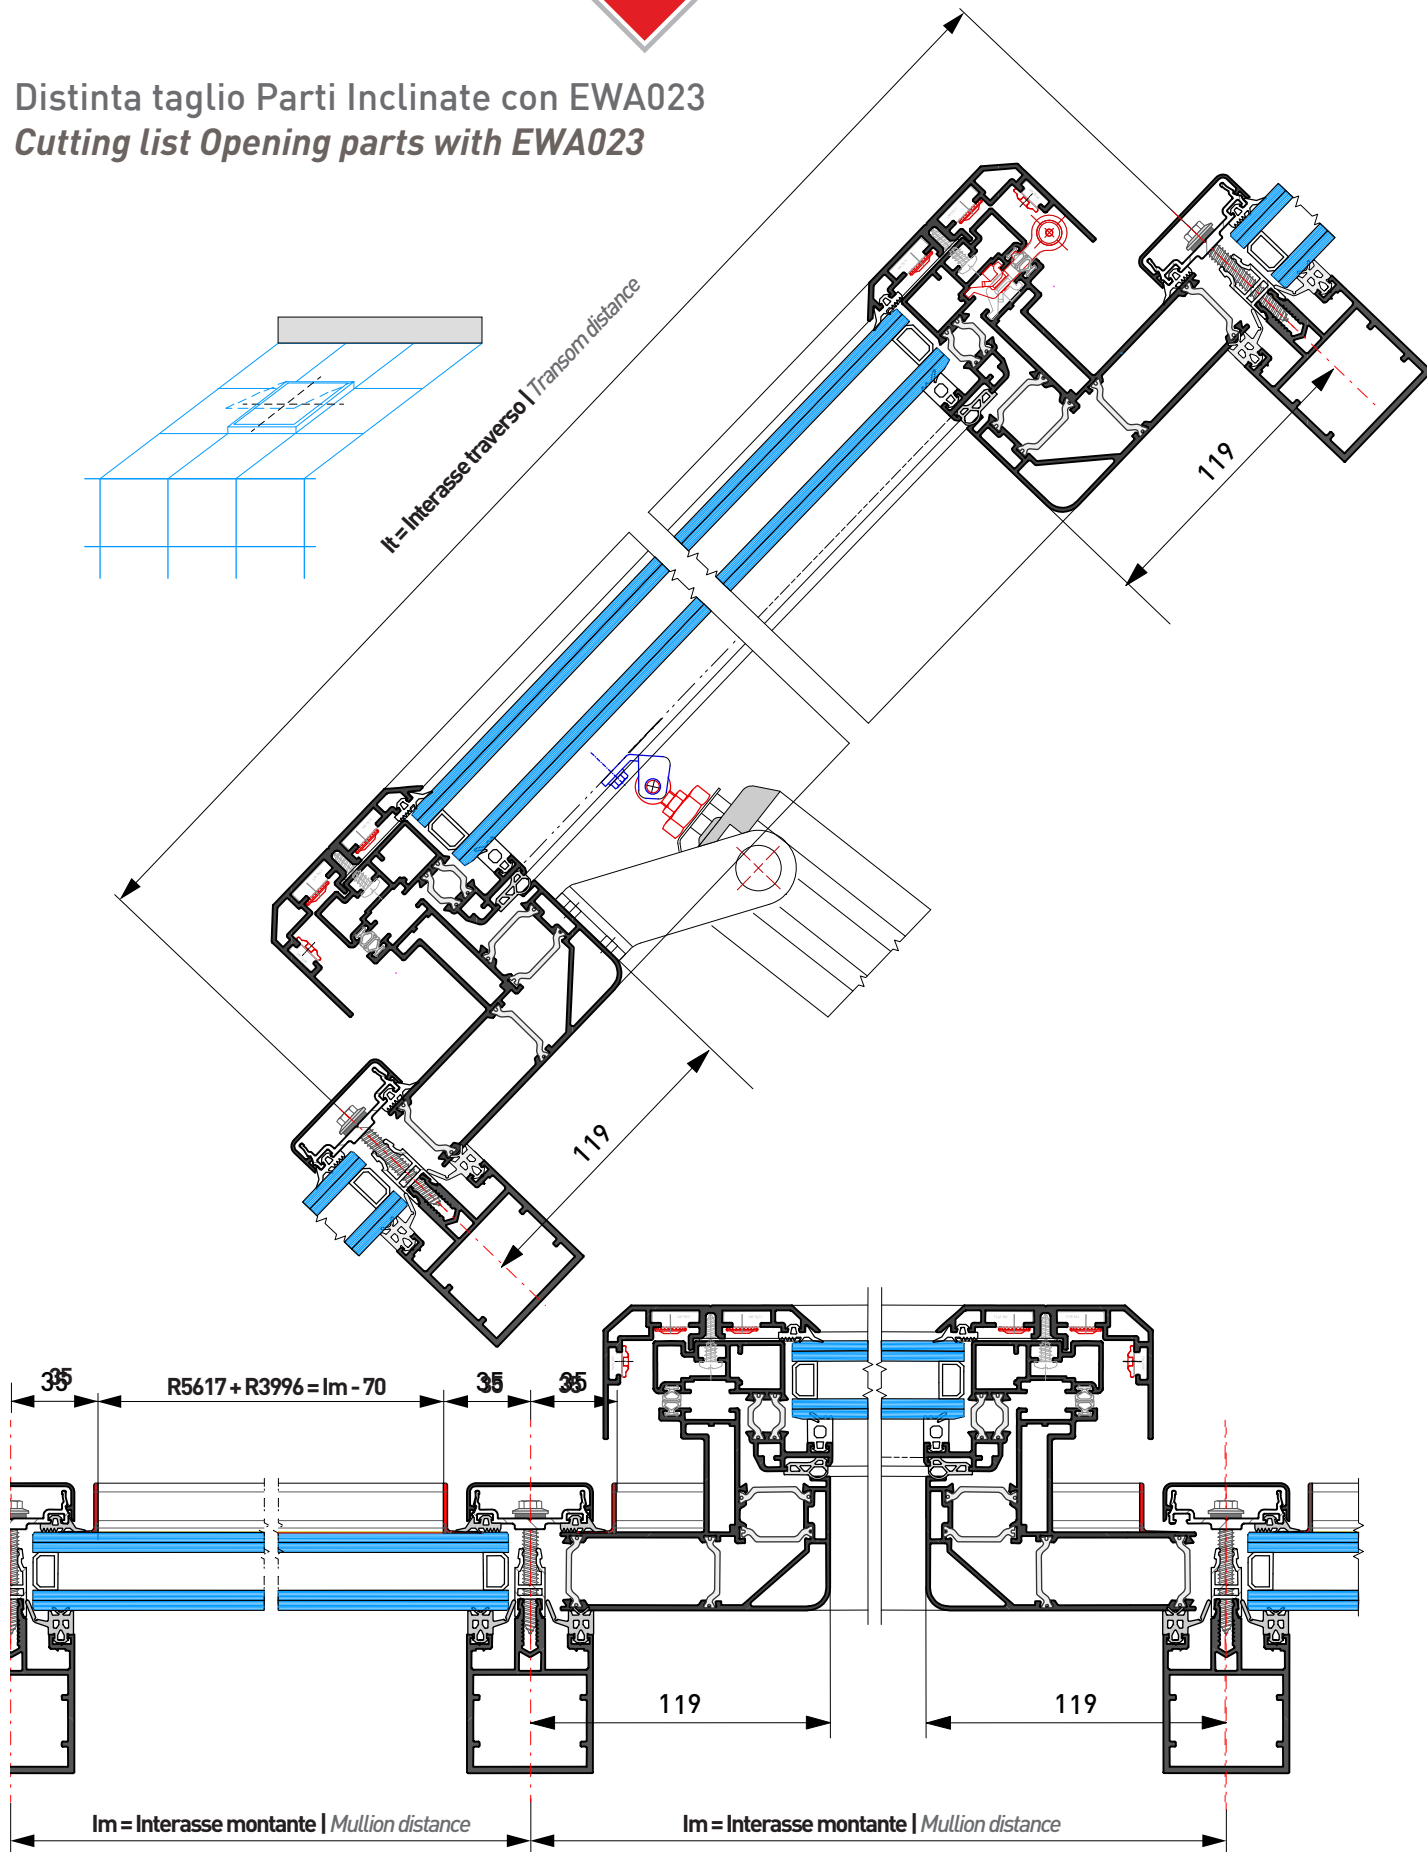 Distinta taglio Parti Inclinate con EWA023
Cutting list Opening parts with EWA023
It = Interasse traverso | Transom distance
119
119
35
R5617 + R3996 = Im - 70
35
35
119
119
Im = Interasse montante | Mullion distance
Im = Interasse montante | Mullion distance